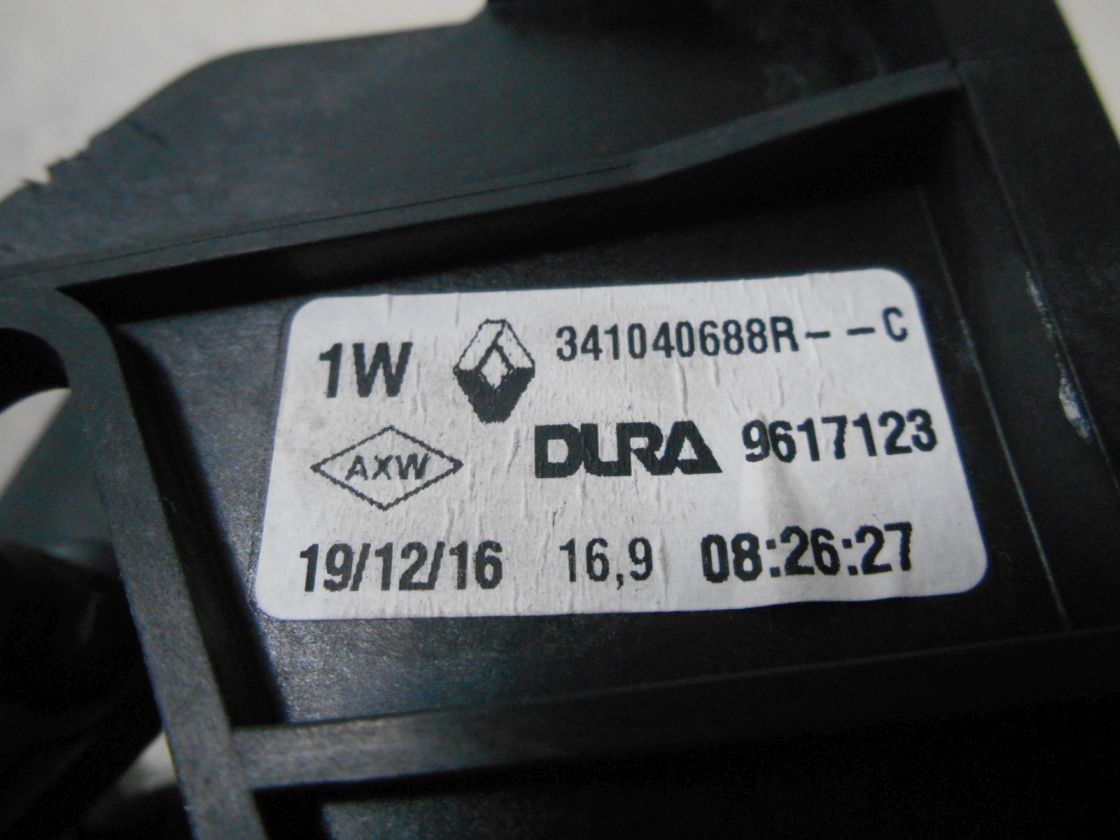 1W 341040688R--C
AXW DURA 9617123
19/12/16 16,9 08:26:27